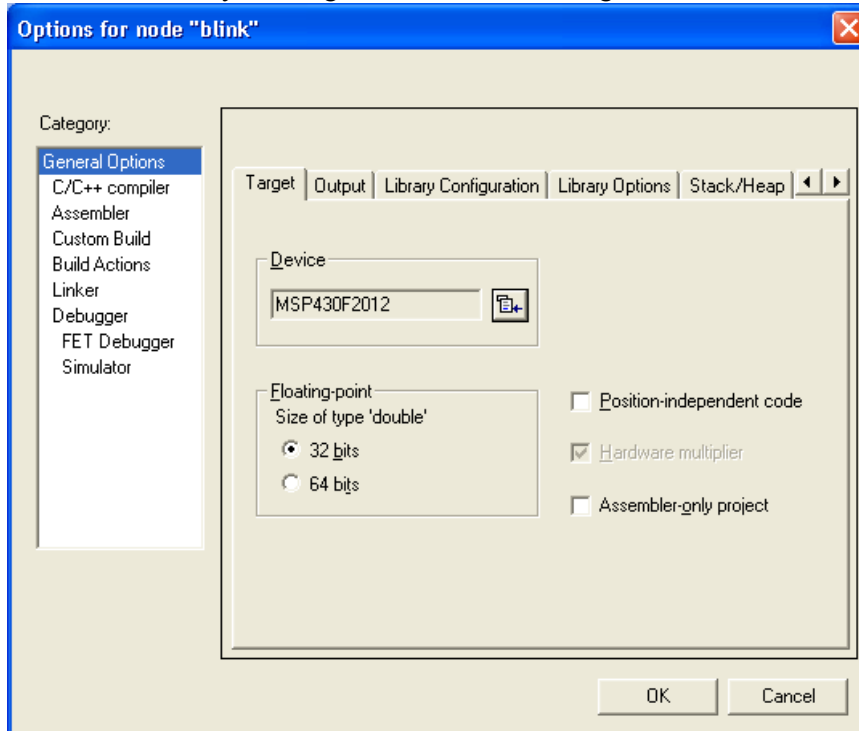 Options for node "blink"
Category:
General Options
C/C++ compiler
Assembler
Custom Build
Build Actions
Linker
Debugger
FET Debugger
Simulator
Target Output Library Configuration Library Options Stack/Heap
Device
MSP430F2012
Floating-point
Size of type 'double'
32 bits
64 bits
Position-independent code
Hardware multiplier
Assembler-only project
OK Cancel